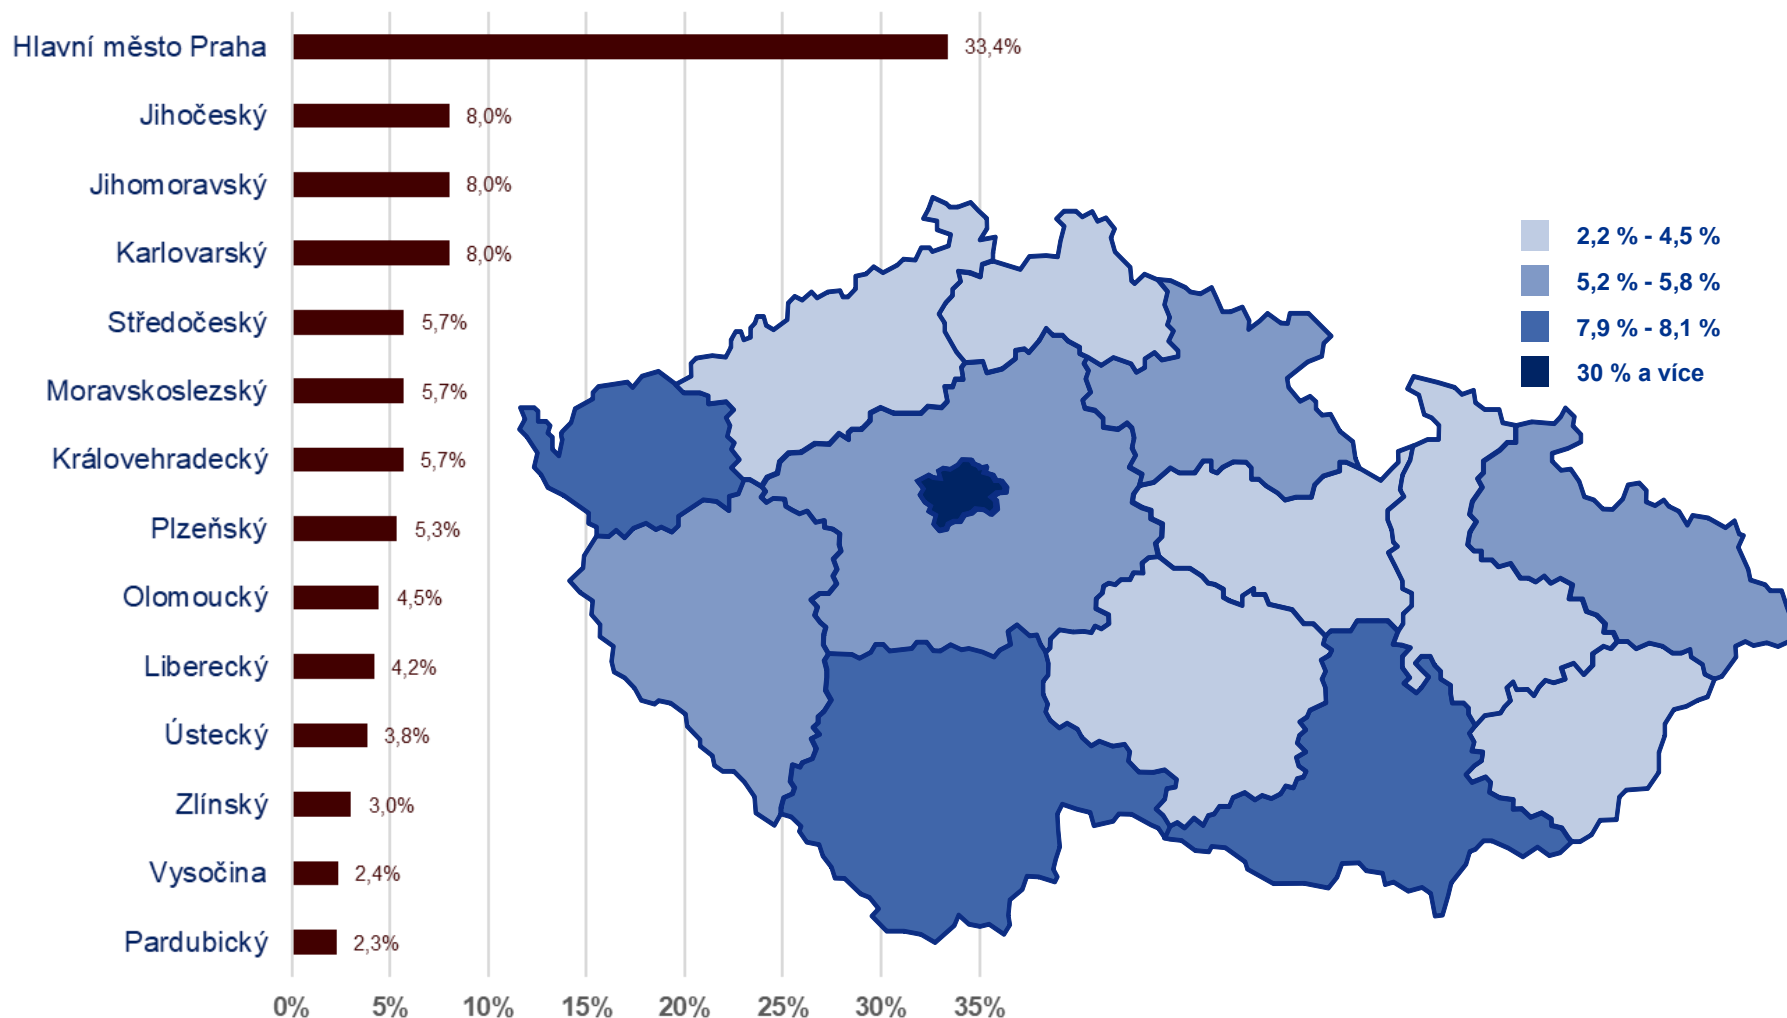 Hlavní město Praha 33,4%
Jihočeský 8,0%
Jihomoravský 8,0%
Karlovarský 8,0%
Středočeský 5,7%
Moravskoslezský 5,7%
Královehradecký 5,7%
Plzeňský 5,3%
Olomoucký 4,5%
Liberecký 4,2%
Ústecký 3,8%
Zlínský 3,0%
Vysočina 2,4%
Pardubický 2,3%
0% 5% 10% 15% 20% 25% 30% 35%
2,2 % - 4,5 %
5,2 % - 5,8 %
7,9 % - 8,1 %
30 % a více